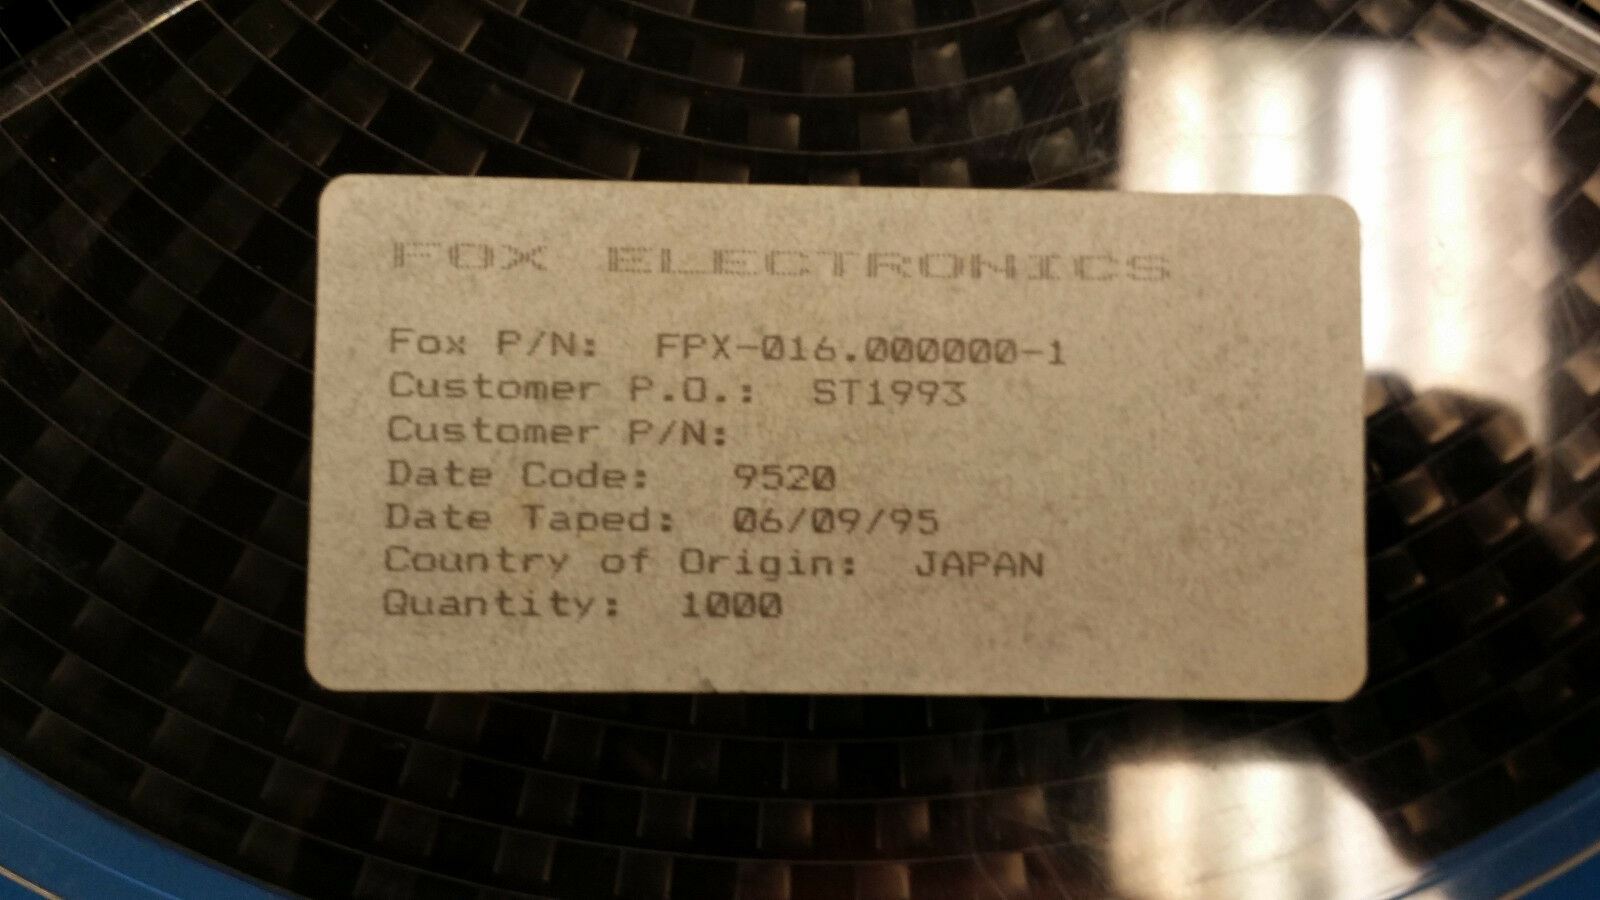 FOX ELECTRONICS
Fox P/N: FPX-016.000000-1
Customer P.O.: ST1993
Customer P/N:
Date Code: 9520
Date Taped: 06/09/95
Country of Origin: JAPAN
Quantity: 1000